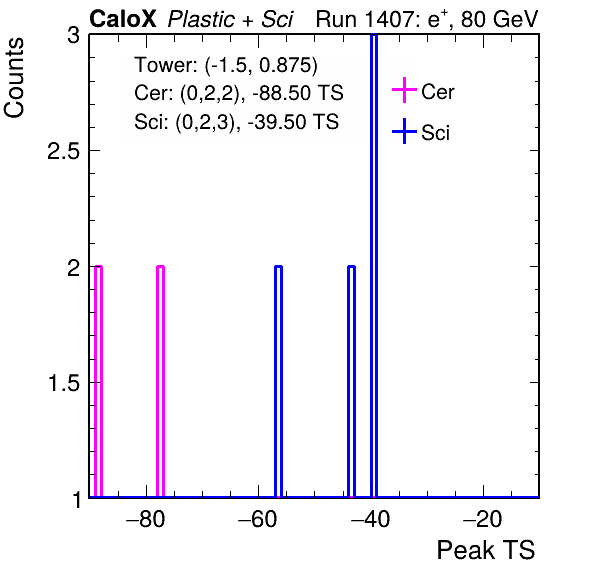 CaloX Plastic + Sci Run 1407: e+, 80 GeV
Counts
3
2.5
2
1.5
1
Tower: (-1.5, 0.875)
Cer: (0,2,2), -88.50 TS
Sci: (0,2,3), -39.50 TS
Cer
Sci
−80 −60 −40 −20
Peak TS